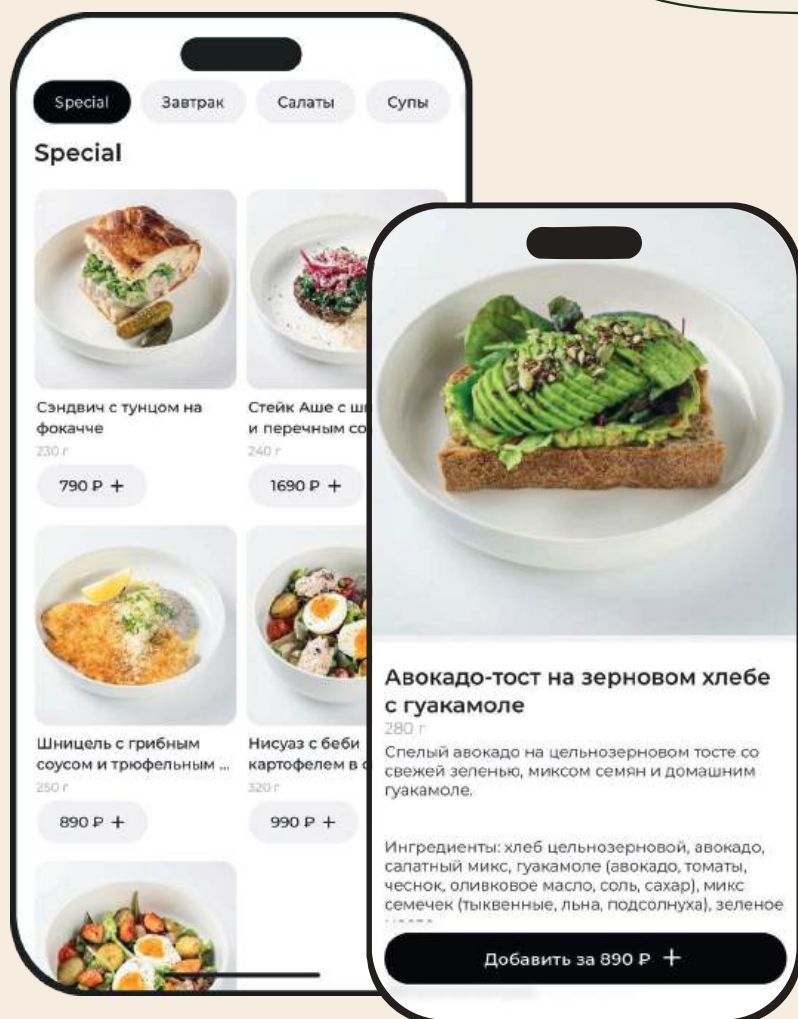 Special
Завтрак
Салаты
Супы
Special
Сэндвич с тунцом на
фокачче
230 г
790 ₽ +
Стейк Аше с
и перечным
240 г
1690 ₽ +
Шницель с грибным
соусом и трюфельным ...
250 г
890 ₽ +
Нисуаз с беби
картофелем в
320 г
990 ₽ +
Авокадо-тост на зерновом хлебе
с гуакамоле
280 г
Спелый авокадо на цельнозерновом тосте со
свежей зеленью, миксом семян и домашним
гуакамоле.
Ингредиенты: хлеб цельнозерновой, авокадо,
салатный микс, гуакамоле (авокадо, томаты,
чеснок, оливковое масло, соль, сахар), микс
семечек (тыквенные, льна, подсолнуха), зеленое
Добавить за 890 ₽ +